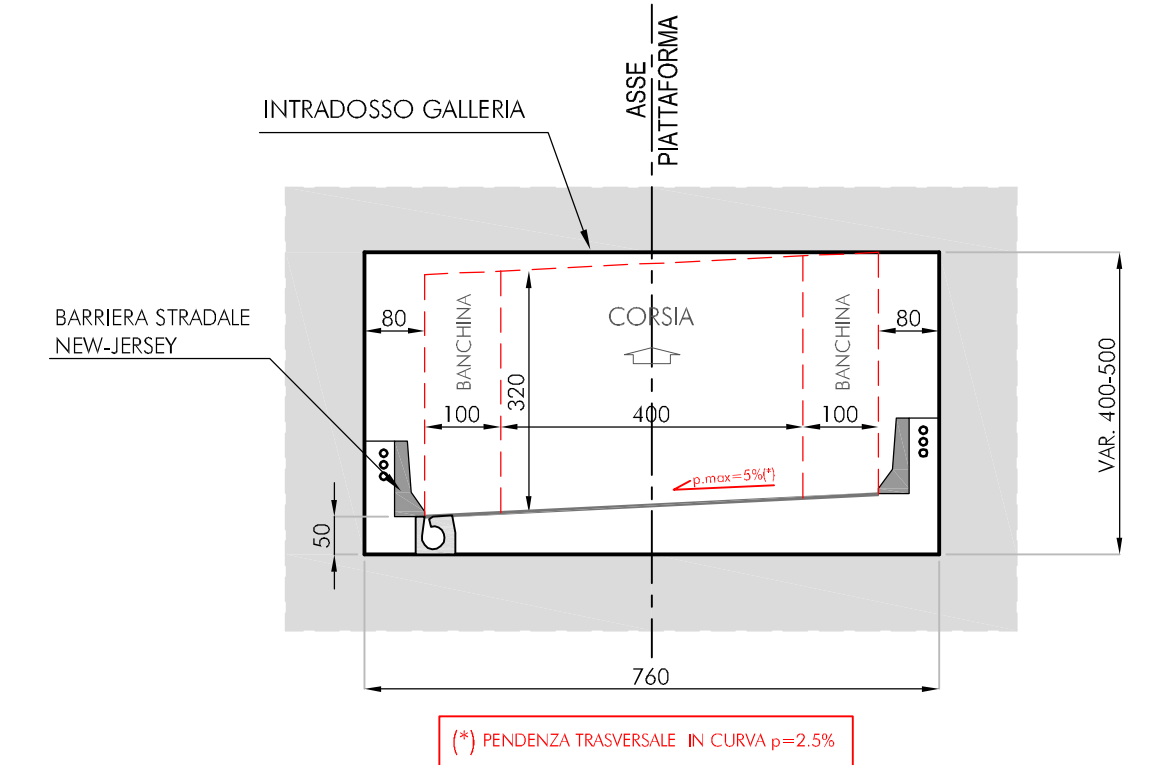 ASSE
PIATTAFORMA
INTRADOSSO GALLERIA
BARRIERA STRADALE
NEW-JERSEY
80
BANCHINA
CORSIA
BANCHINA
80
100
320
400
100
p.max=5%(*)
50
VAR. 400-500
760
(*) PENDENZA TRASVERSALE IN CURVA p=2.5%